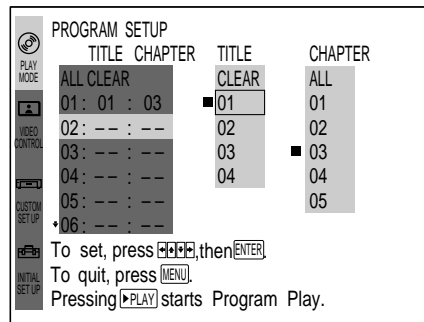 PROGRAM SETUP
TITLE CHAPTER TITLE CHAPTER
PLAY MODE
ALL CLEAR CLEAR ALL
01: 01 : 03 01 01
VIDEO CONTROL
02: – – : – – 02 02
03: – – : – – 03 03
04: – – : – – 04 04
CUSTOM SET UP
05: – – : – – 05
06: – – : – –
To set, press ,then ENTER.
INITIAL SET UP
To quit, press MENU.
Pressing PLAY starts Program Play.